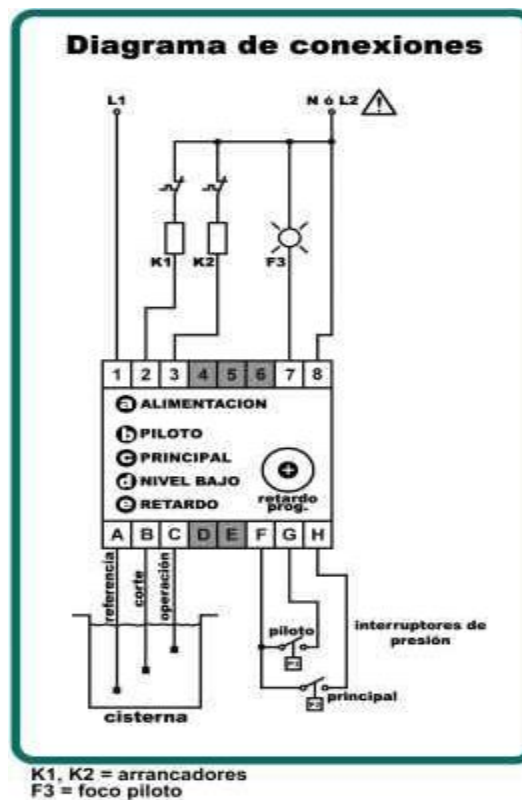 Diagrama de conexiones
L1
N ó L2
K1
K2
F3
1 2 3 4 5 6 7 8
a ALIMENTACION
b PILOTO
c PRINCIPAL
d NIVEL BAJO
e RETARDO
retardo
prog.
A B C D E F G H
referencia
corte
operación
cisterna
piloto
interruptores de
presión
principal
K1, K2 = arrancadores
F3 = foco piloto